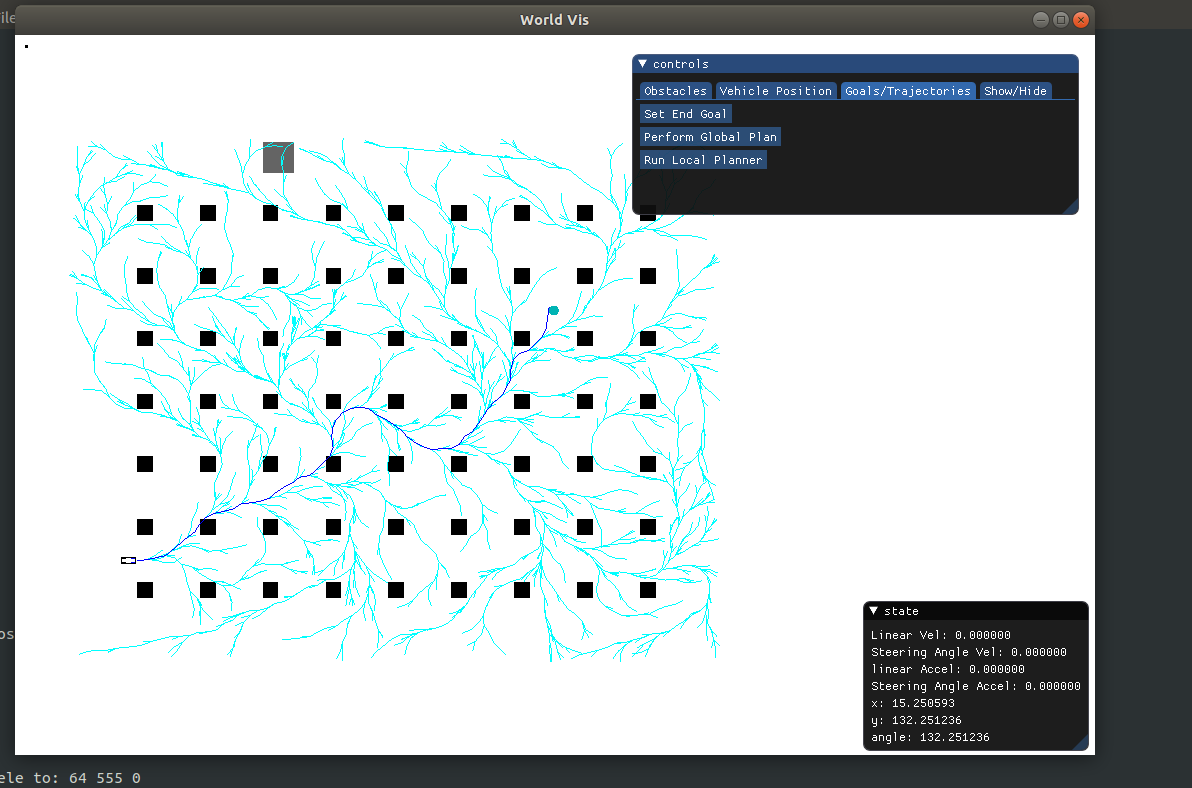 World Vis
ile
controls
Obstacles Vehicle Position Goals/Trajectories Show/Hide
Set End Goal
Perform Global Plan
Run Local Planner
state
Linear Vel: 0.000000
Steering Angle Vel: 0.000000
linear Accel: 0.000000
Steering Angle Accel: 0.000000
x: 15.250593
y: 132.251236
angle: 132.251236
os
ele to: 64 555 0